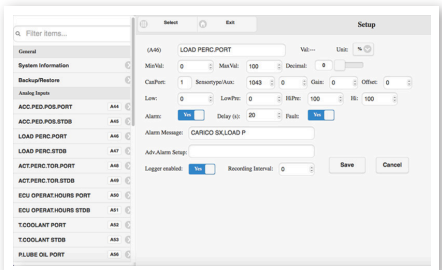 Select
Exit
Setup
Filter items...
General
System Information
Backup/Restore
Analog Inputs
ACC.PED.POS.PORT A44
ACC.PED.POS.STDB A45
LOAD PERC.PORT A46
LOAD PERC.STDB A47
ACT.PERC.TOR.PORT A48
ACT.PERC.TOR.STDB A49
ECU OPERAT.HOURS PORT A50
ECU OPERAT.HOURS STDB A51
T.COOLANT PORT A52
T.COOLANT STDB A53
P.LUBE OIL PORT A56
(A46) LOAD PERC.PORT Val:--- Unit: %
MinVal: 0 MaxVal: 100 Decimal: 0
CanPort: 1 Sensortype/Aux: 1043 0 Gain: 0 Offset: 0
Low: 0 LowPre: 0 HiPre: 100 Hi: 100
Alarm: Yes Delay (s): 20 Fault: Yes
Alarm Message: CARICO SX,LOAD P
Adv.Alarm Setup:
Logger enabled: Yes Recording Interval: 0
Save Cancel